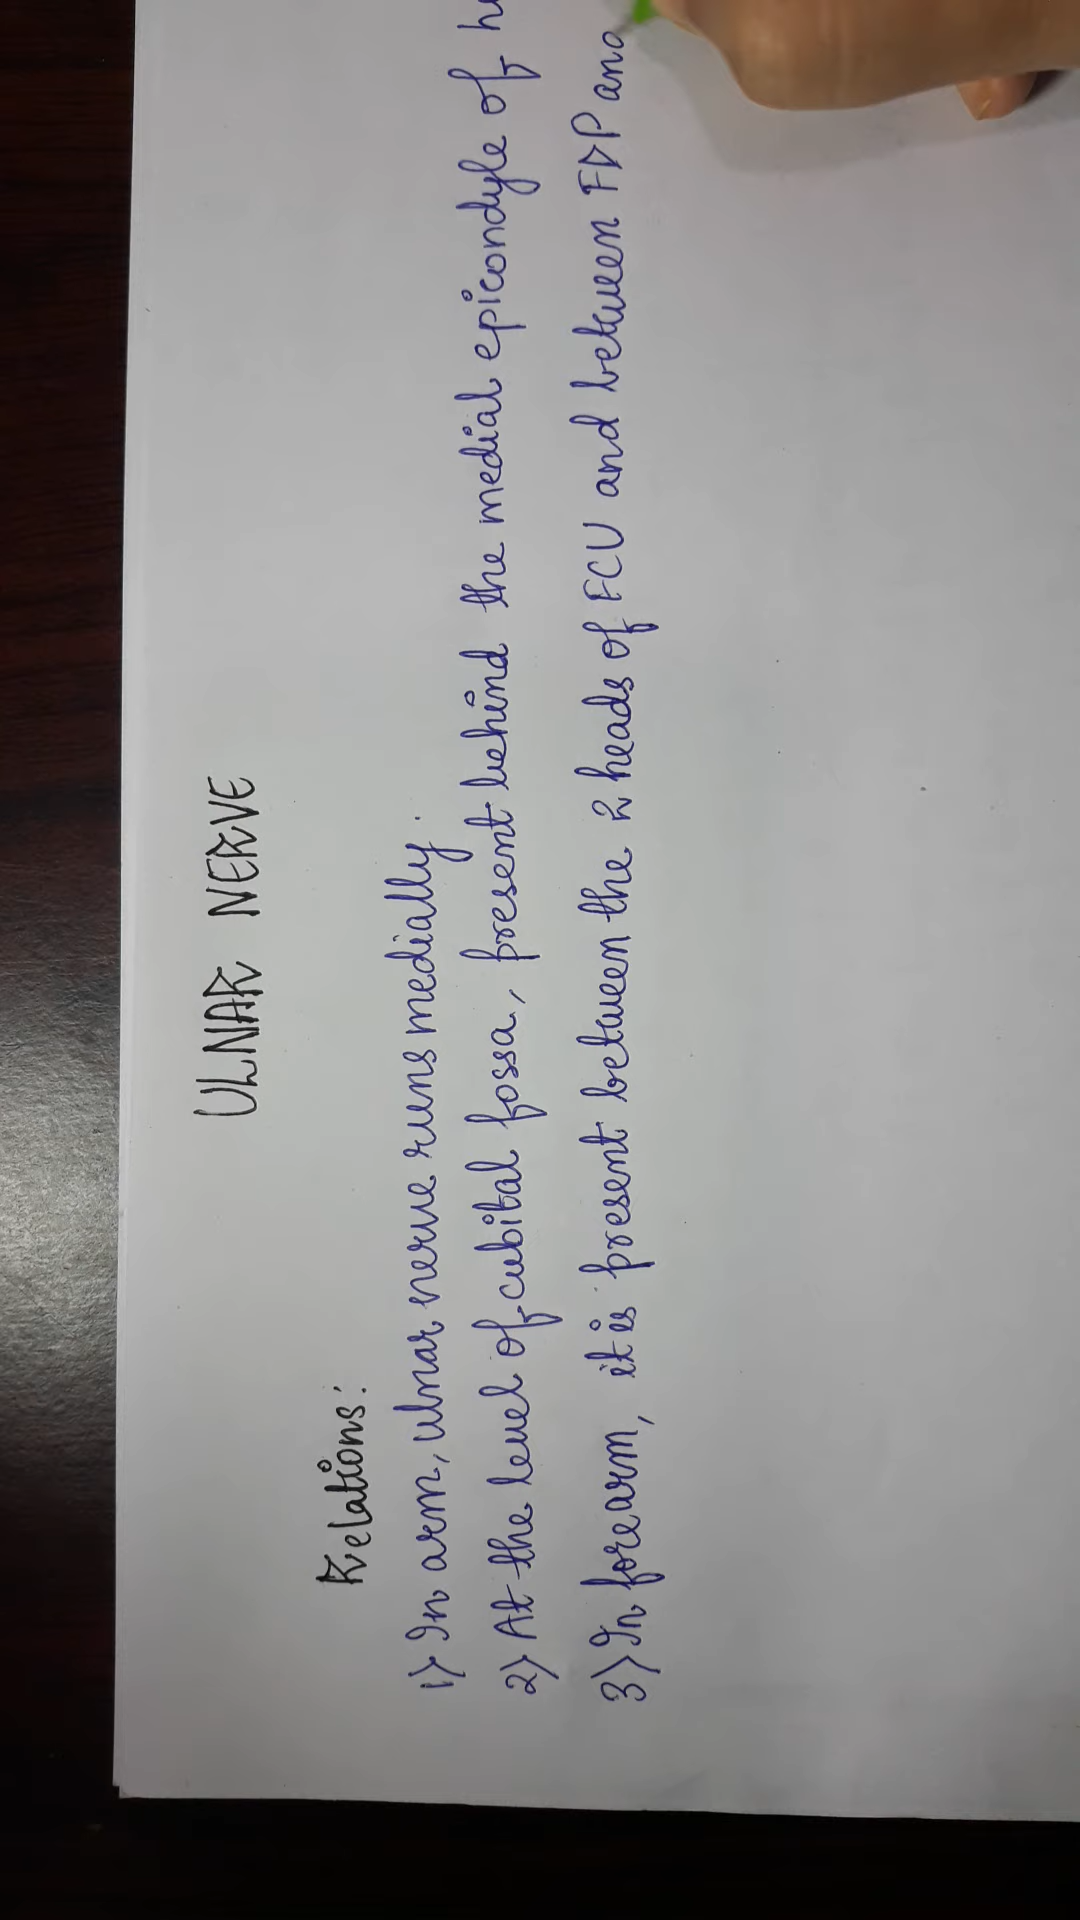 ULNAR NERVE
Relations:
1) In arm, ulnar nerve runs medially.
2) At the level of cubital fossa, present behind the medial epicondyle of
3) In forearm, it is present between the 2 heads of FCU and between FDP and